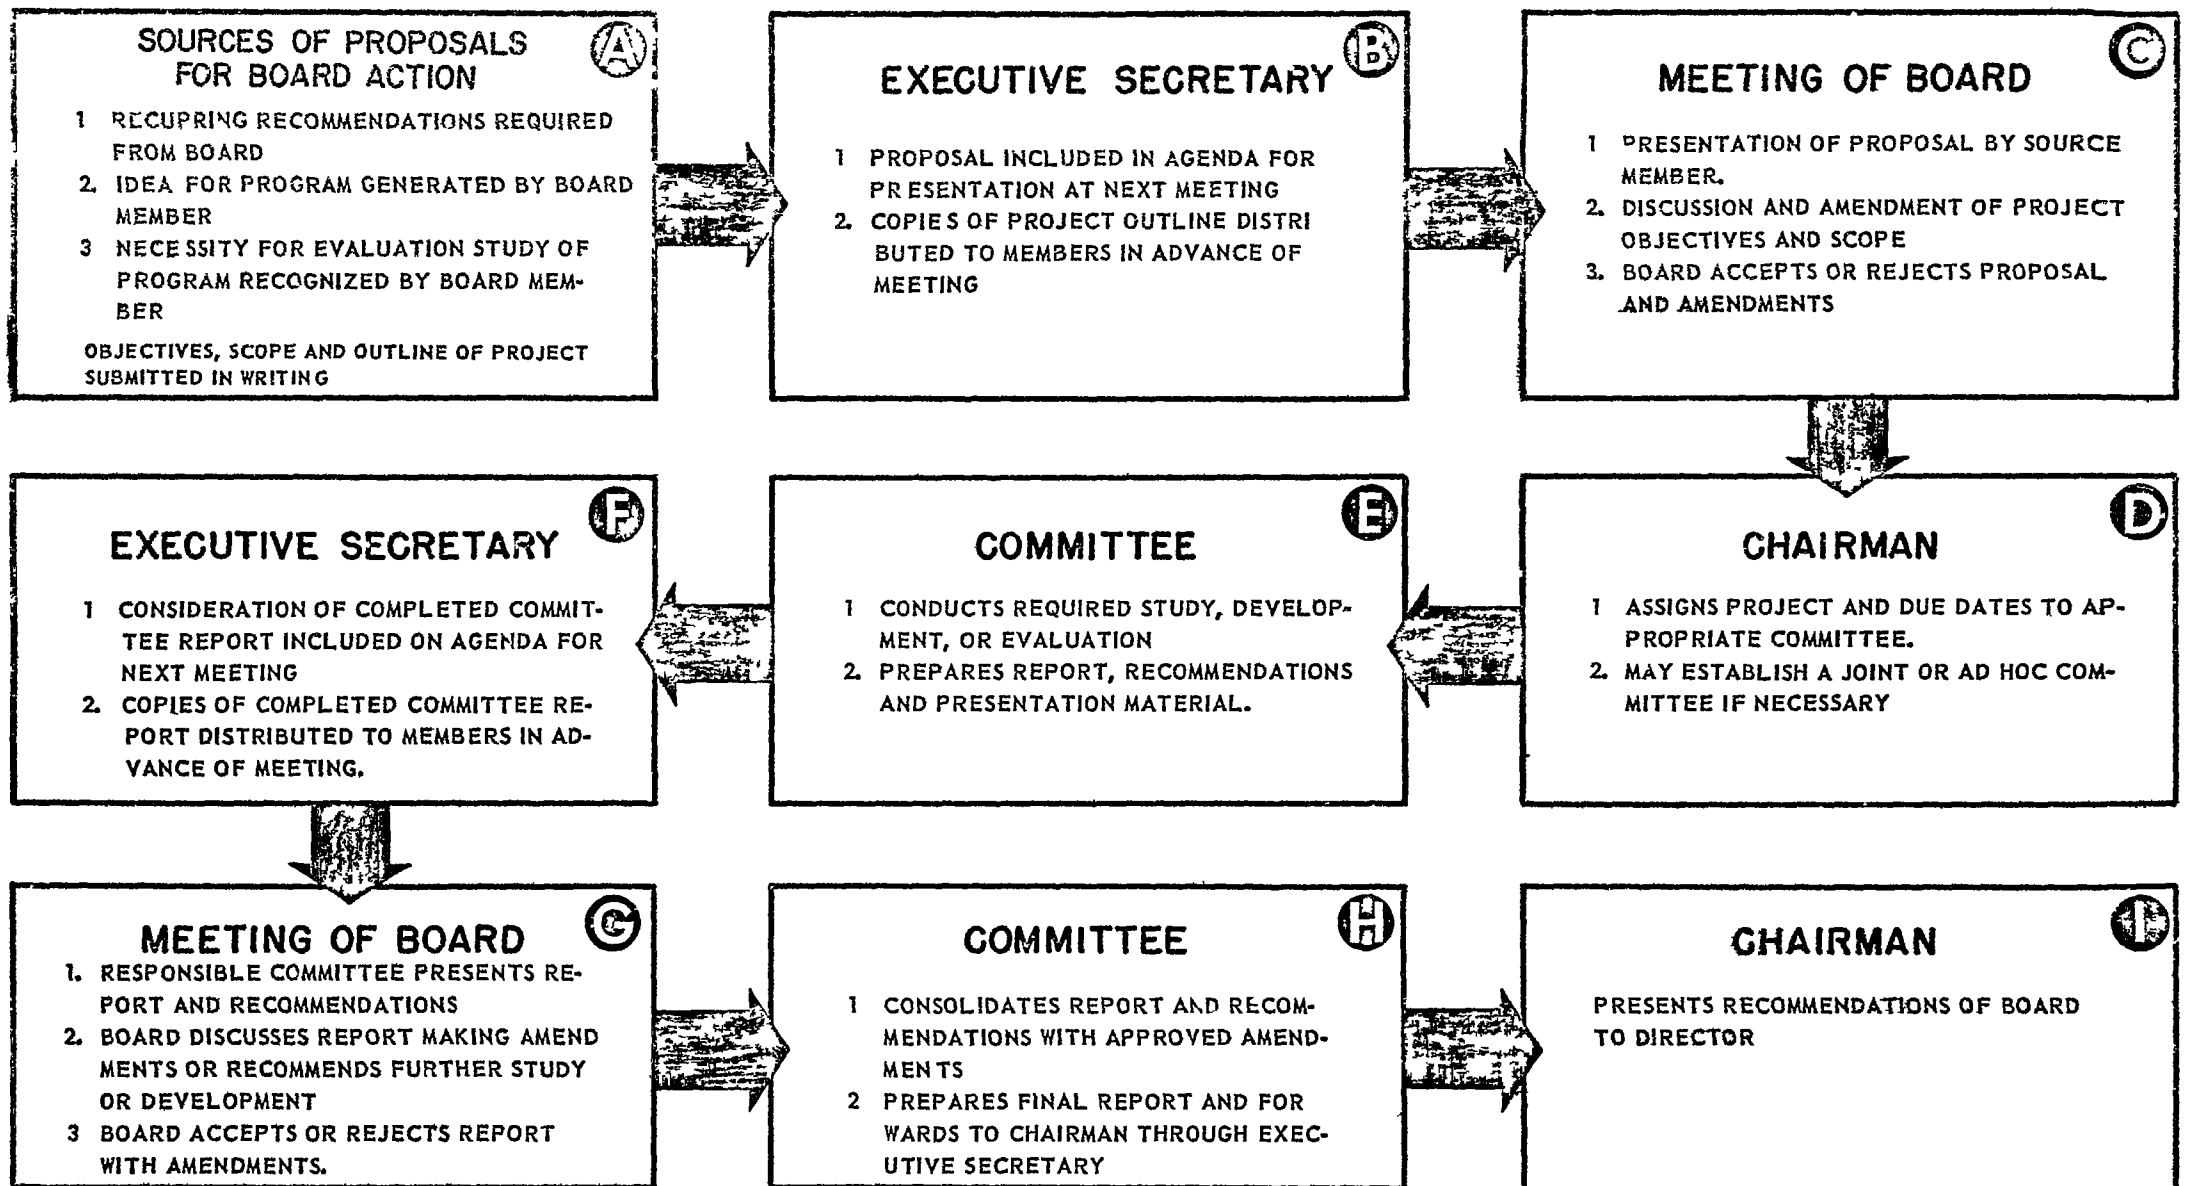 SOURCES OF PROPOSALS
FOR BOARD ACTION
A
1 RECUPRING RECOMMENDATIONS REQUIRED
FROM BOARD
2. IDEA FOR PROGRAM GENERATED BY BOARD
MEMBER
3 NECESSITY FOR EVALUATION STUDY OF
PROGRAM RECOGNIZED BY BOARD MEM-
BER
OBJECTIVES, SCOPE AND OUTLINE OF PROJECT
SUBMITTED IN WRITING
B
EXECUTIVE SECRETARY
1 PROPOSAL INCLUDED IN AGENDA FOR
PRESENTATION AT NEXT MEETING
2. COPIES OF PROJECT OUTLINE DISTRI
BUTED TO MEMBERS IN ADVANCE OF
MEETING
C
MEETING OF BOARD
1 PRESENTATION OF PROPOSAL BY SOURCE
MEMBER.
2. DISCUSSION AND AMENDMENT OF PROJECT
OBJECTIVES AND SCOPE
3. BOARD ACCEPTS OR REJECTS PROPOSAL
AND AMENDMENTS
D
CHAIRMAN
1 ASSIGNS PROJECT AND DUE DATES TO AP-
PROPRIATE COMMITTEE.
2. MAY ESTABLISH A JOINT OR AD HOC COM-
MITTEE IF NECESSARY
E
COMMITTEE
1 CONDUCTS REQUIRED STUDY, DEVELOP-
MENT, OR EVALUATION
2. PREPARES REPORT, RECOMMENDATIONS
AND PRESENTATION MATERIAL.
F
EXECUTIVE SECRETARY
1 CONSIDERATION OF COMPLETED COMMIT-
TEE REPORT INCLUDED ON AGENDA FOR
NEXT MEETING
2. COPIES OF COMPLETED COMMITTEE RE-
PORT DISTRIBUTED TO MEMBERS IN AD-
VANCE OF MEETING.
G
MEETING OF BOARD
1. RESPONSIBLE COMMITTEE PRESENTS RE-
PORT AND RECOMMENDATIONS
2. BOARD DISCUSSES REPORT MAKING AMEND
MENTS OR RECOMMENDS FURTHER STUDY
OR DEVELOPMENT
3 BOARD ACCEPTS OR REJECTS REPORT
WITH AMENDMENTS.
H
COMMITTEE
1 CONSOLIDATES REPORT AND RECOM-
MENDATIONS WITH APPROVED AMEND-
MENTS
2 PREPARES FINAL REPORT AND FOR
WARDS TO CHAIRMAN THROUGH EXEC-
UTIVE SECRETARY
I
CHAIRMAN
PRESENTS RECOMMENDATIONS OF BOARD
TO DIRECTOR